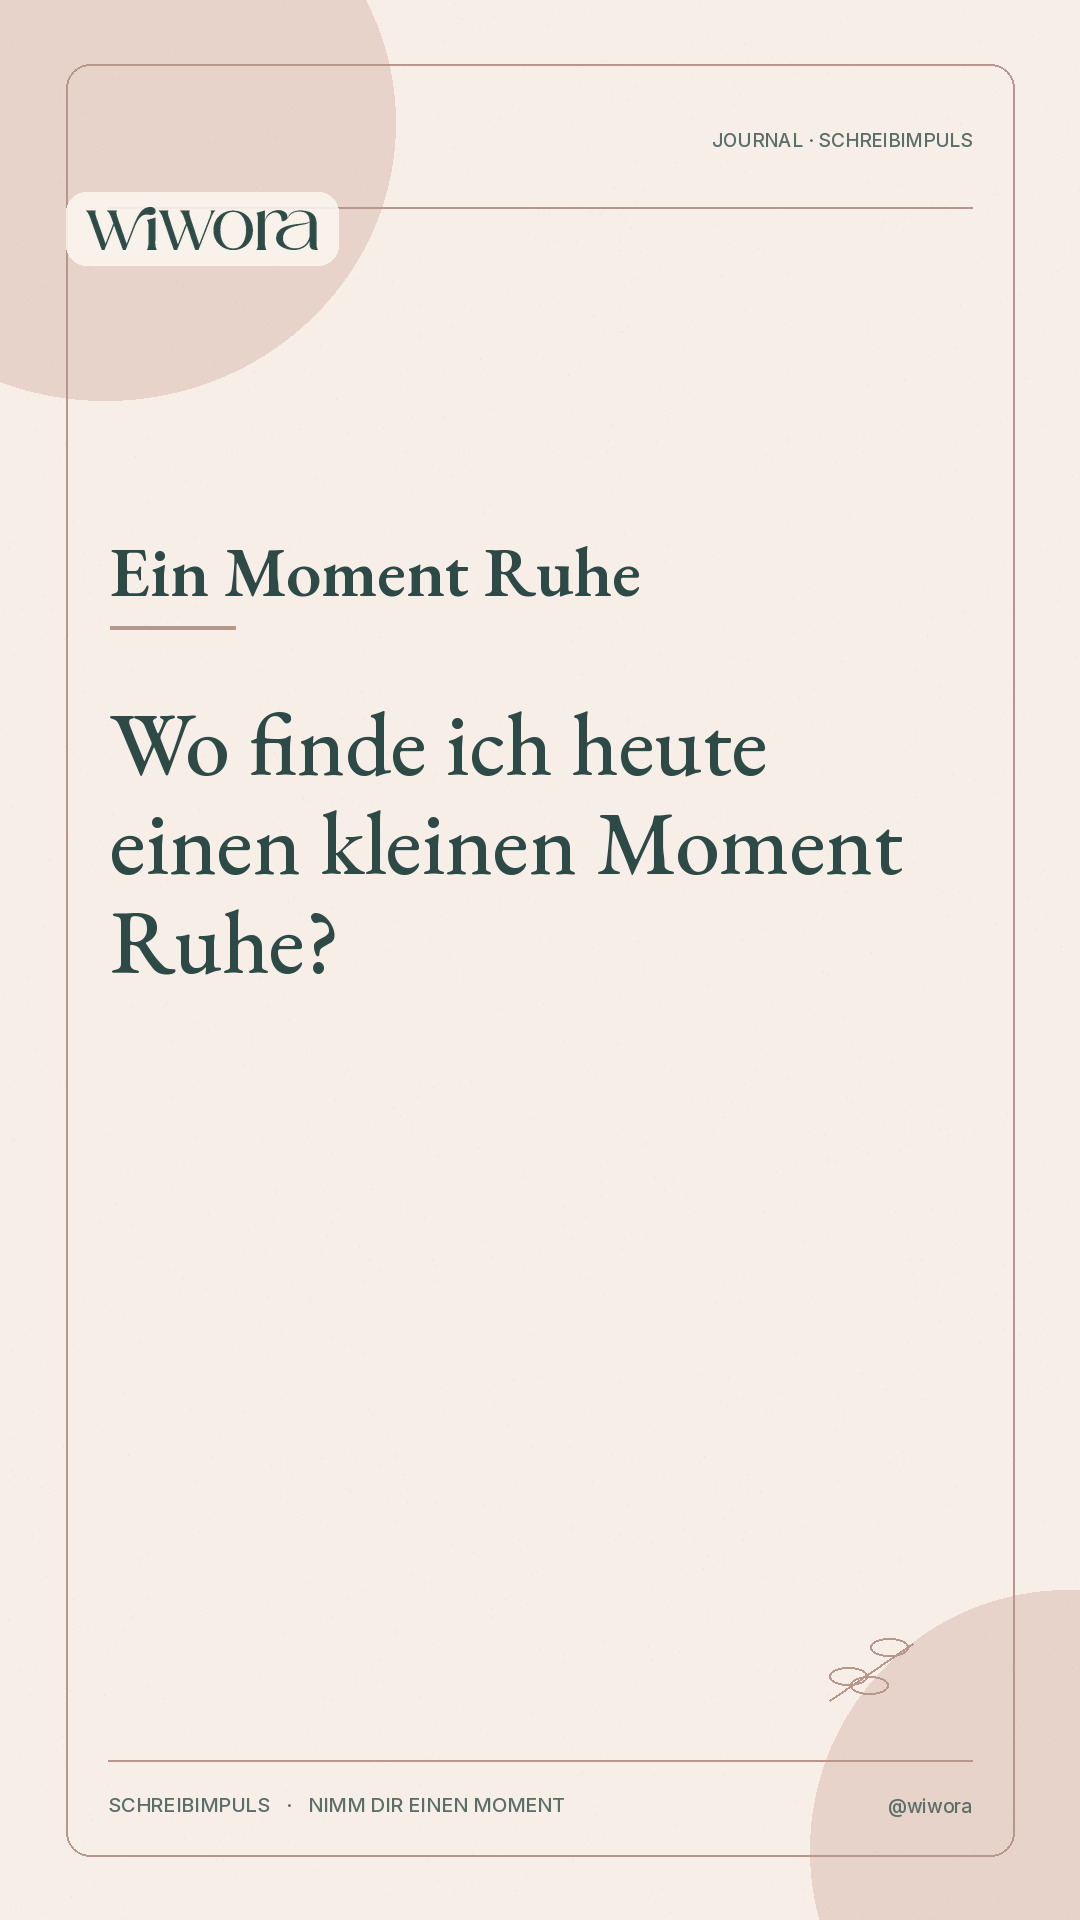 JOURNAL · SCHREIBIMPULS
wiwora
Ein Moment Ruhe
Wo finde ich heute
einen kleinen Moment
Ruhe?
SCHREIBIMPULS · NIMM DIR EINEN MOMENT
@wiwora